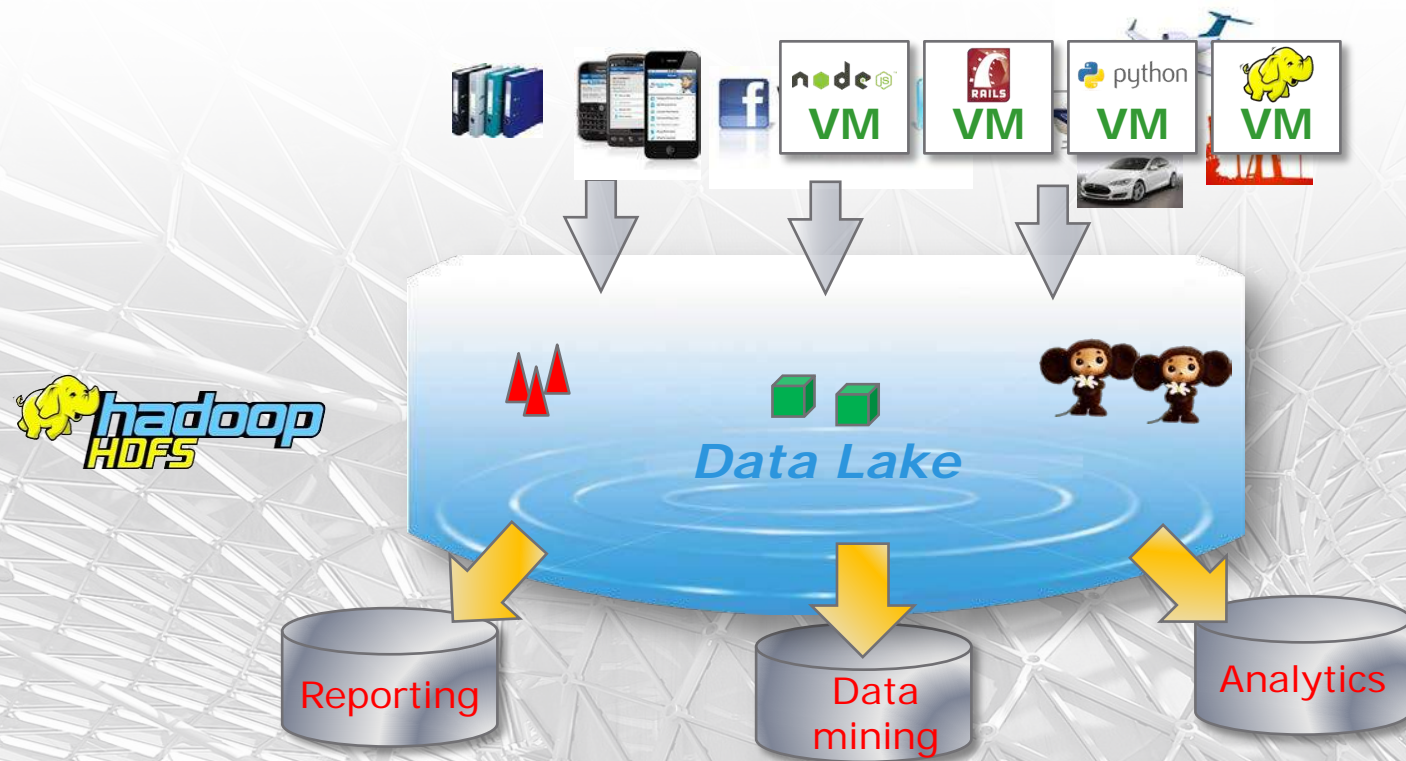 node JS
RAILS
python
VM
VM
VM
VM
f
hadoop
HDFS
Data Lake
Reporting
Data
mining
Analytics